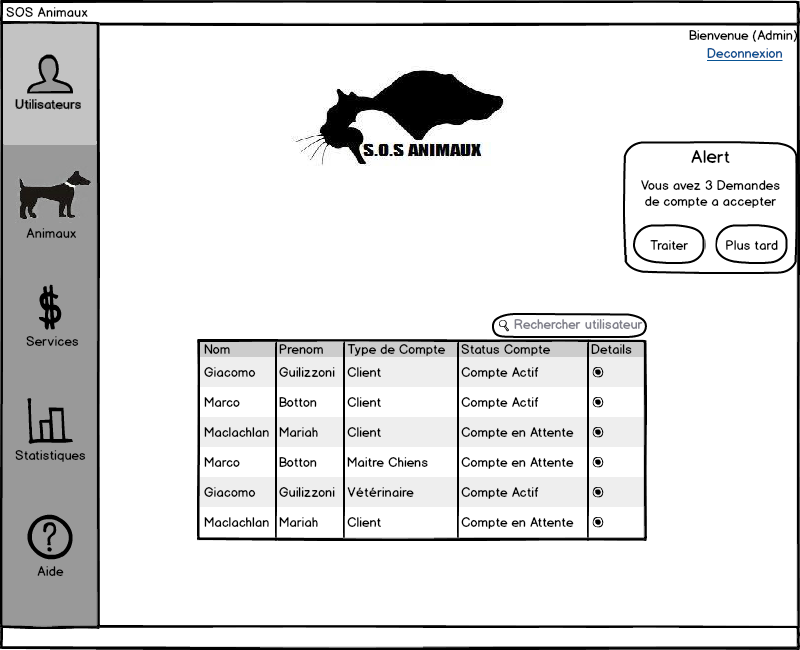 SOS Animaux
Bienvenue (Admin)
Deconnexion
Utilisateurs
Animaux
Services
Statistiques
Aide
S.O.S ANIMAUX
Alert
Vous avez 3 Demandes
de compte a accepter
Traiter Plus tard
Rechercher utilisateur
Nom Prenom Type de Compte Status Compte Details
Giacomo Guilizzoni Client Compte Actif
Marco Botton Client Compte Actif
Maclachlan Mariah Client Compte en Attente
Marco Botton Maitre Chiens Compte en Attente
Giacomo Guilizzoni Vétérinaire Compte Actif
Maclachlan Mariah Client Compte en Attente